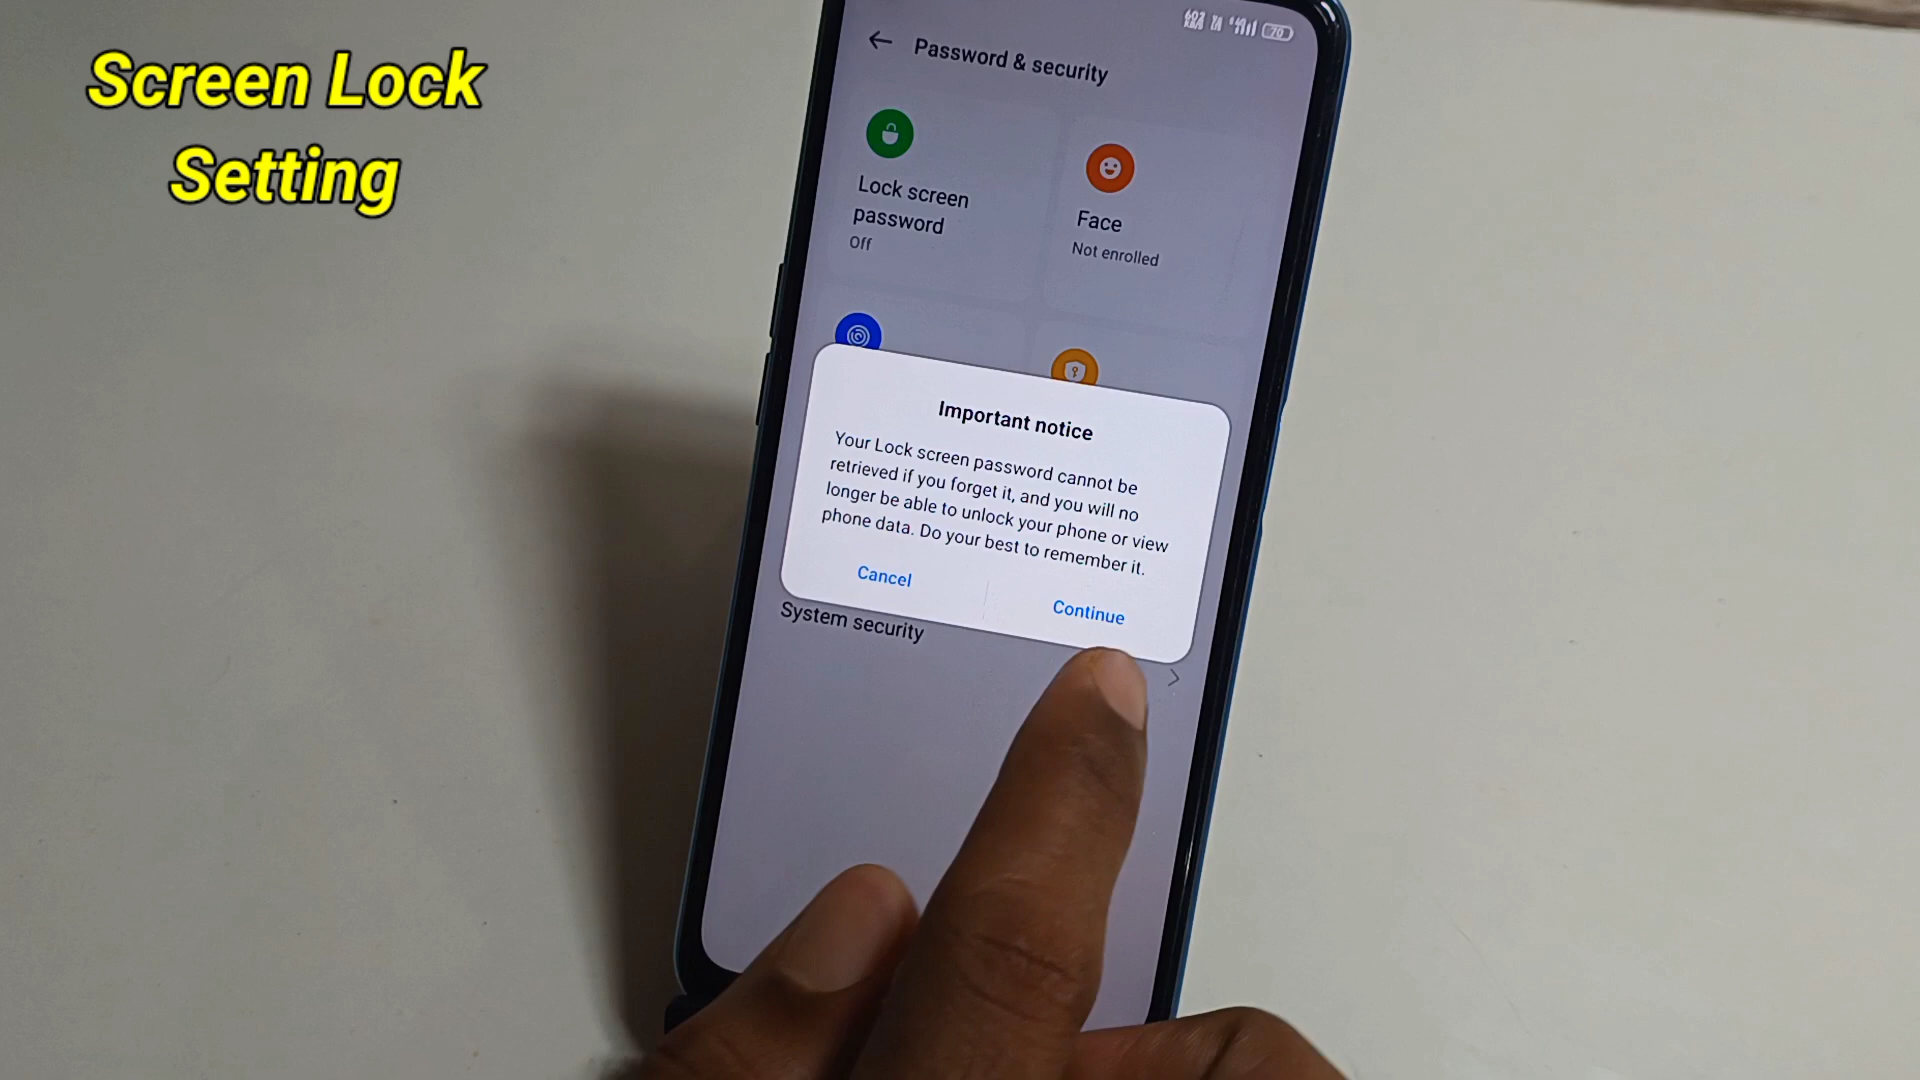 Screen Lock
Setting
70
Password & security
Lock screen
password
Off
Face
Not enrolled
Important notice
Your Lock screen password cannot be
retrieved if you forget it, and you will no
longer be able to unlock your phone or view
phone data. Do your best to remember it.
Cancel
Continue
System security